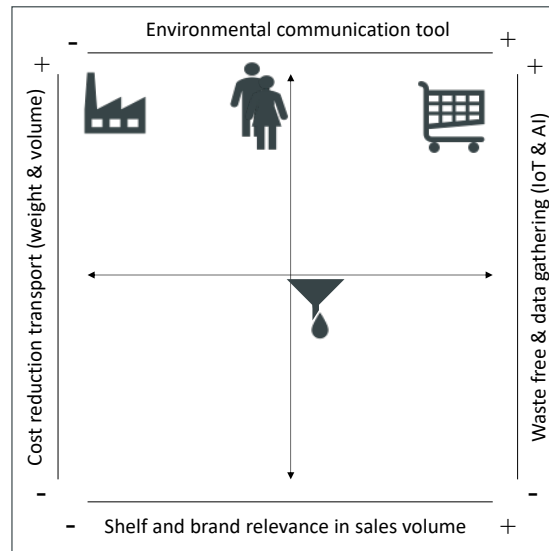 Environmental communication tool
- +
+ +
Cost reduction transport (weight & volume)
Waste free & data gathering (IoT & AI)
- -
- Shelf and brand relevance in sales volume +